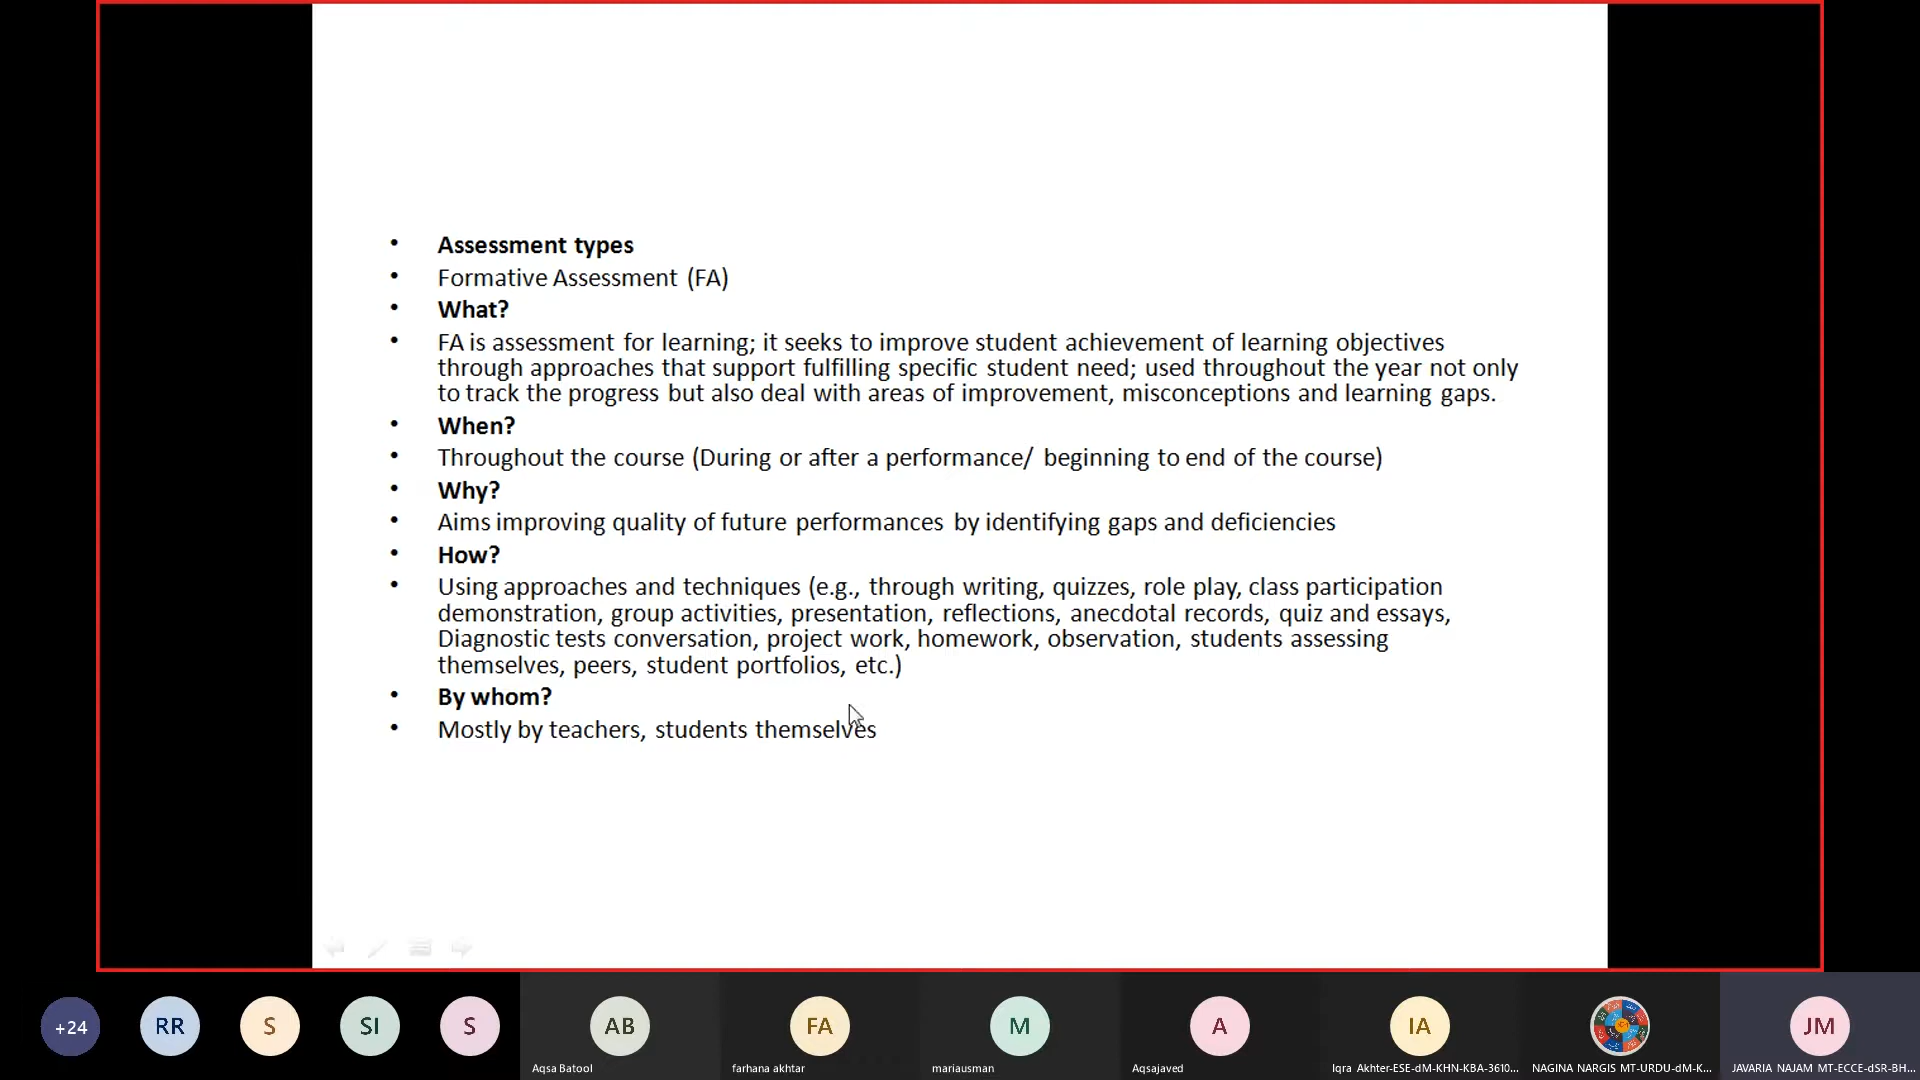 Assessment types
Formative Assessment (FA)
What?
FA is assessment for learning; it seeks to improve student achievement of learning objectives
through approaches that support fulfilling specific student need; used throughout the year not only
to track the progress but also deal with areas of improvement, misconceptions and learning gaps.
When?
Throughout the course (During or after a performance/ beginning to end of the course)
Why?
Aims improving quality of future performances by identifying gaps and deficiencies
How?
Using approaches and techniques (e.g., through writing, quizzes, role play, class participation
demonstration, group activities, presentation, reflections, anecdotal records, quiz and essays,
Diagnostic tests conversation, project work, homework, observation, students assessing
themselves, peers, student portfolios, etc.)
By whom?
Mostly by teachers, students themselves
+24 RR S SI S AB FA M A IA JM
Aqsa Batool farhana akhtar mariausman Aqsajaved Iqra Akhter-ESE-dM-KHN-KBA-3610... NAGINA NARGIS MT-URDU-dM-K... JAVARIA NAJAM MT-ECCE-dSR-BH...